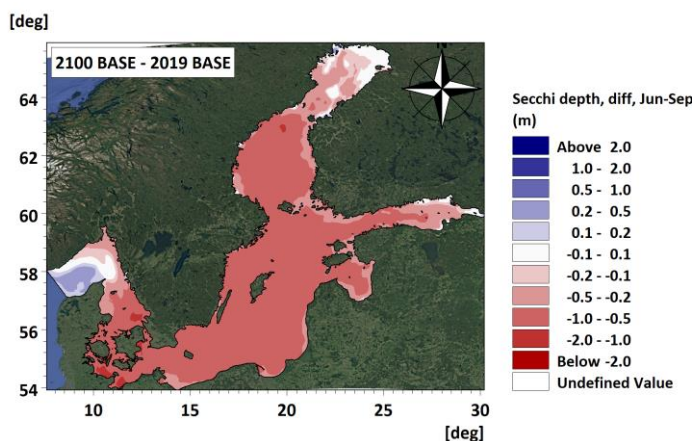 [deg]
2100 BASE - 2019 BASE
64
62
60
58
56
54
10
15
20
25
30
[deg]
Secchi depth, diff, Jun-Sep
(m)
Above 2.0
1.0 - 2.0
0.5 - 1.0
0.2 - 0.5
0.1 - 0.2
-0.1 - 0.1
-0.2 - -0.1
-0.5 - -0.2
-1.0 - -0.5
-2.0 - -1.0
Below -2.0
Undefined Value